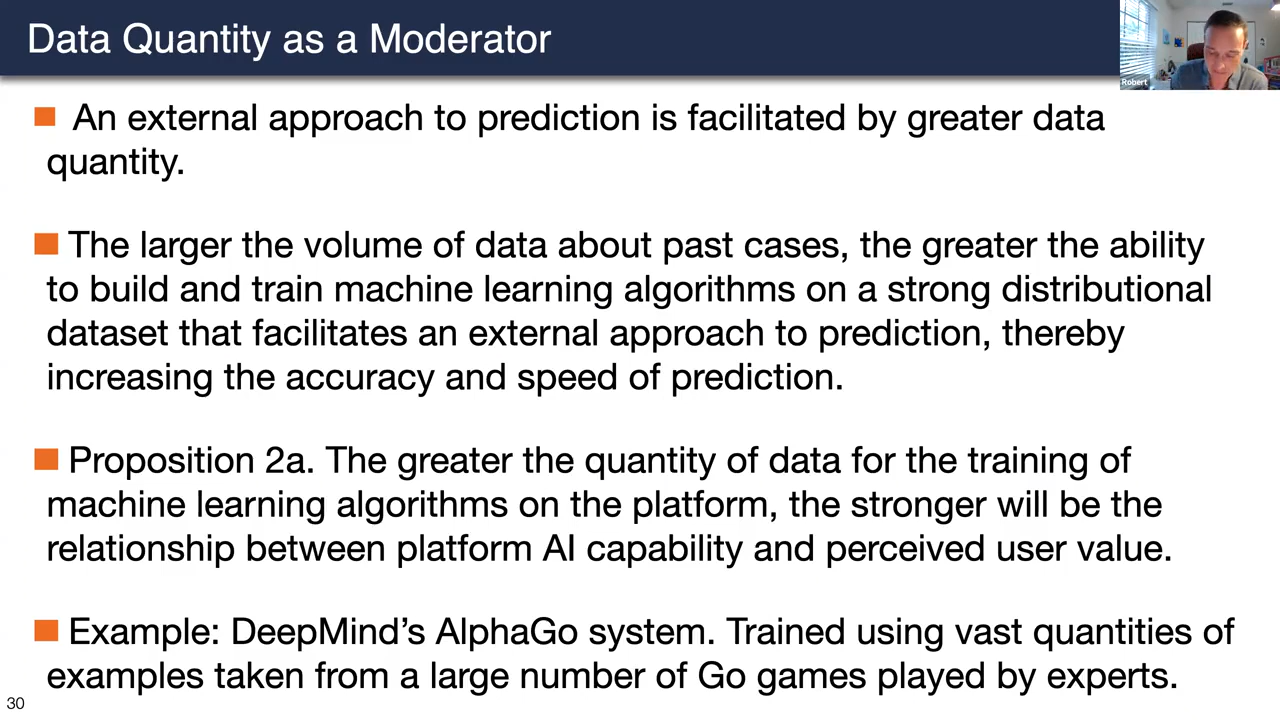 Data Quantity as a Moderator
Robert
An external approach to prediction is facilitated by greater data
quantity.
The larger the volume of data about past cases, the greater the ability
to build and train machine learning algorithms on a strong distributional
dataset that facilitates an external approach to prediction, thereby
increasing the accuracy and speed of prediction.
Proposition 2a. The greater the quantity of data for the training of
machine learning algorithms on the platform, the stronger will be the
relationship between platform AI capability and perceived user value.
Example: DeepMind’s AlphaGo system. Trained using vast quantities of
examples taken from a large number of Go games played by experts.
30